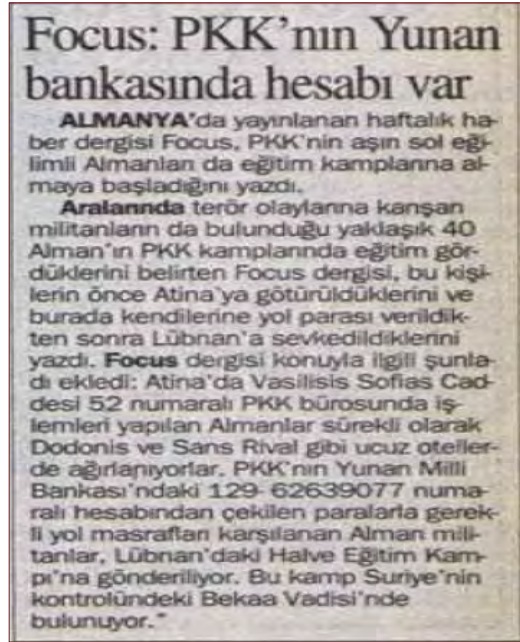 Focus: PKK'nın Yunan
bankasında hesabı var
ALMANYA'da yayınlanan haftalık ha-
ber dergisi Focus, PKK'nin aşırı sol eği-
limli Almanları da eğitim kamplarına al-
maya başladığını yazdı.
Aralarında terör olaylarına karışan
militanların da bulunduğu yaklaşık 40
Alman'ın PKK kamplarında eğitim gör-
düklerini belirten Focus dergisi, bu kişi-
lerin önce Atina'ya götürüldüklerini ve
burada kendilerine yol parası verildik-
ten sonra Lübnan'a sevkedildiklerini
yazdı. Focus dergisi konuyla ilgili şunla-
dı ekledi: Atina'da Vasilisis Sofias Cad-
desi 52 numaralı PKK bürosunda iş-
lemleri yapılan Almanlar sürekli olarak
Dodonis ve Sans Rival gibi ucuz oteller-
de ağırlanıyorlar. PKK'nın Yunan Milli
Bankası'ndaki 129- 62639077 numa-
ralı hesabından çekilen paralarla gerek-
li yol masrafları karşılanan Alman mili-
tanlar, Lübnan'daki Halve Eğitim Kam-
pı'na gönderiliyor. Bu kamp Suriye'nin
kontrolündeki Bekaa Vadisi'nde
bulunuyor."